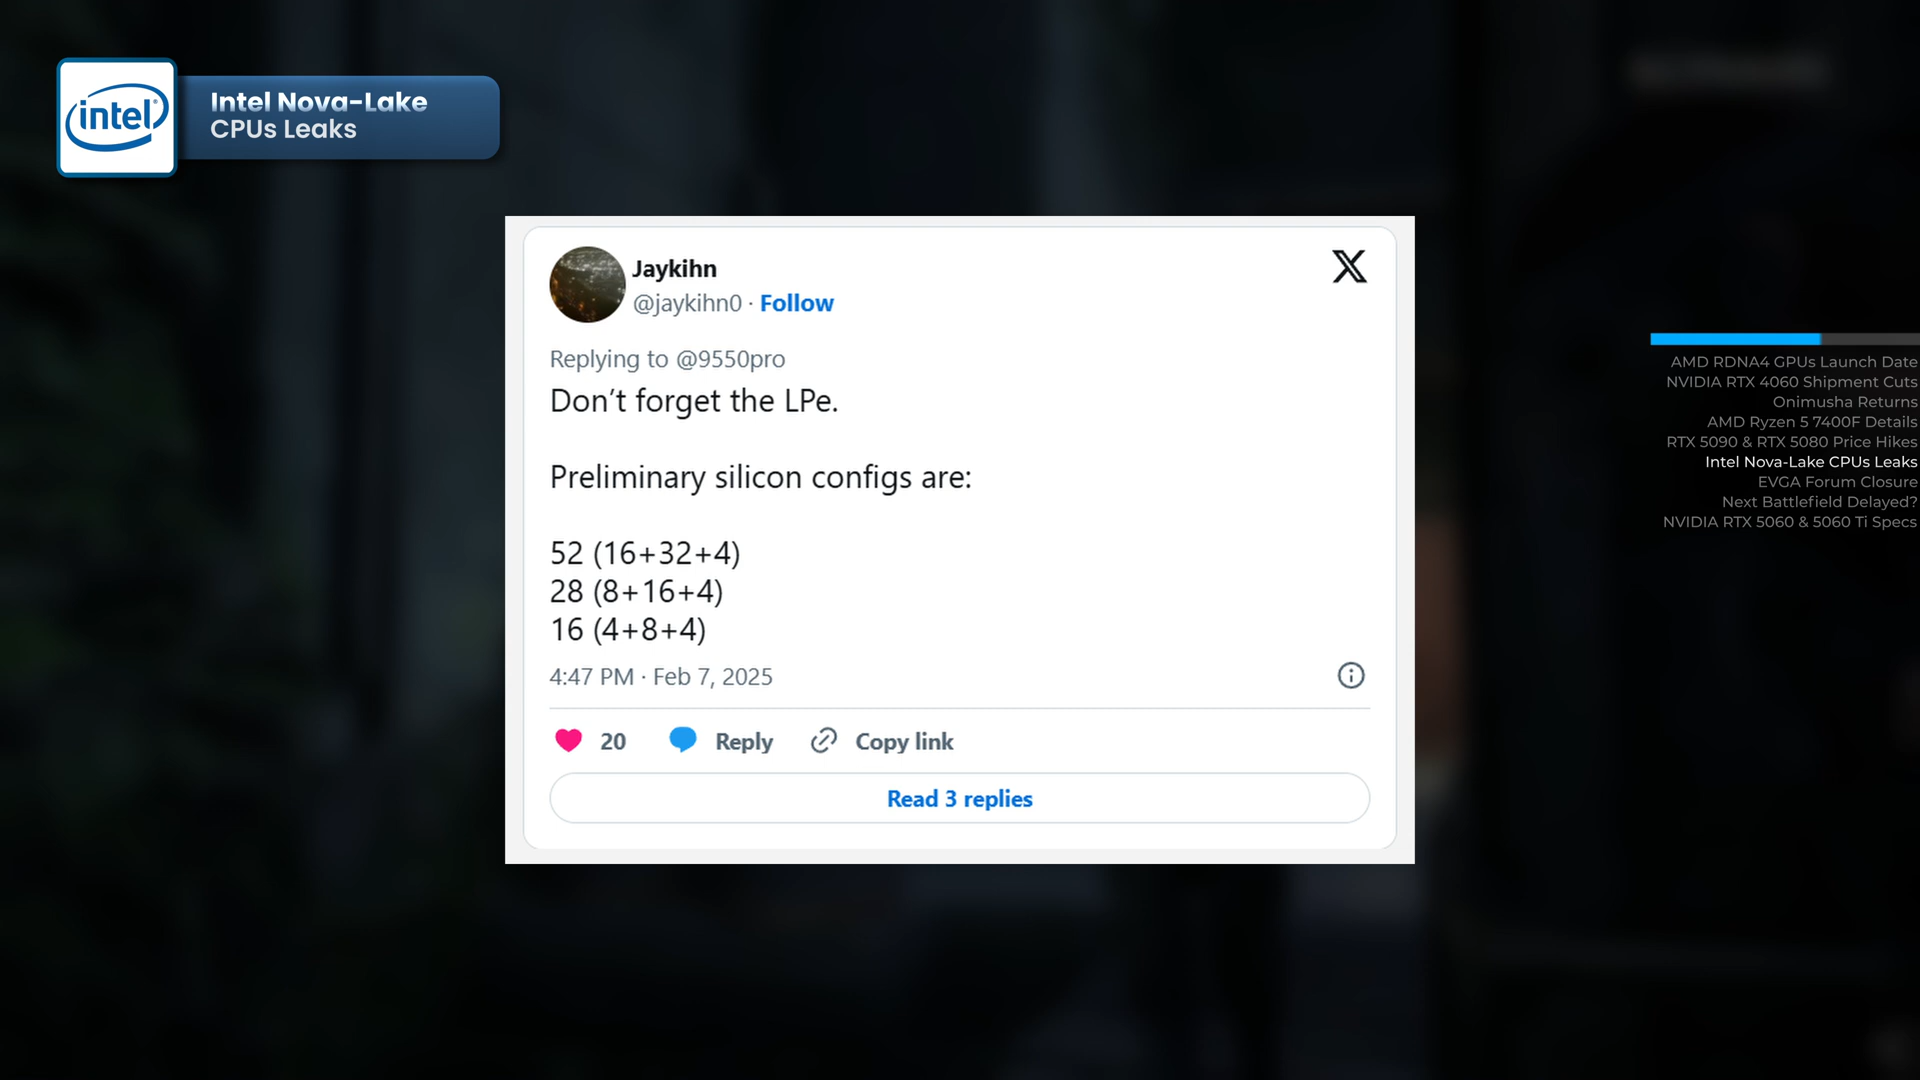 intel
Intel Nova-Lake
CPUs Leaks
Jaykihn
@jaykihn0 · Follow
X
Replying to @9550pro
Don’t forget the LPe.
Preliminary silicon configs are:
52 (16+32+4)
28 (8+16+4)
16 (4+8+4)
4:47 PM · Feb 7, 2025
20 Reply Copy link
Read 3 replies
AMD RDNA4 GPUs Launch Date
NVIDIA RTX 4060 Shipment Cuts
Onimusha Returns
AMD Ryzen 5 7400F Details
RTX 5090 & RTX 5080 Price Hikes
Intel Nova-Lake CPUs Leaks
EVGA Forum Closure
Next Battlefield Delayed?
NVIDIA RTX 5060 & 5060 Ti Specs